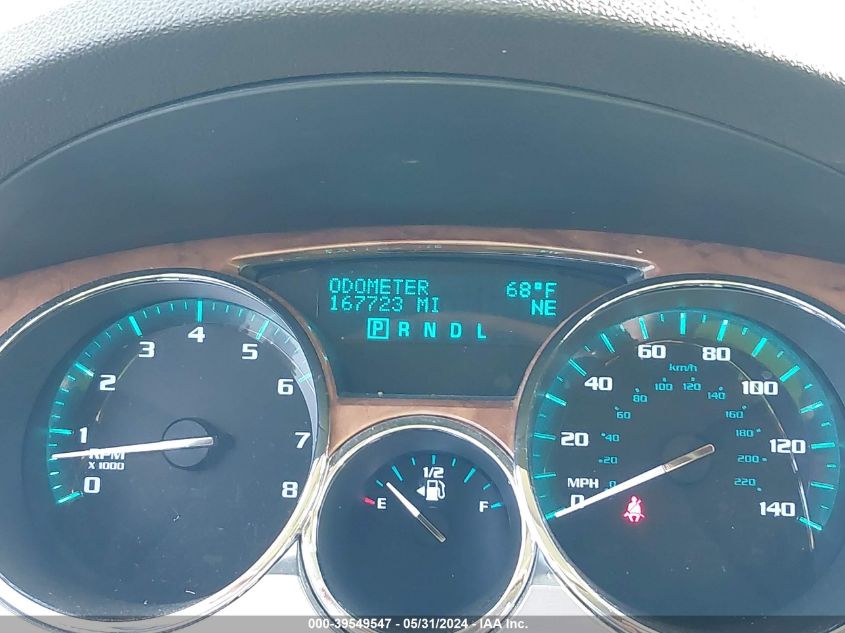 ODOMETER 68°F
167723 MI NE
P R N D L
0 1 2 3 4 5 6 7 8
RPM
X 1000
E 1/2 F
0 20 40 60 80 100 120 140
MPH
km/h
0 20 40 60 80 100 120 140 160 180 200 220
000-39549547 - 05/31/2024 - IAA Inc.